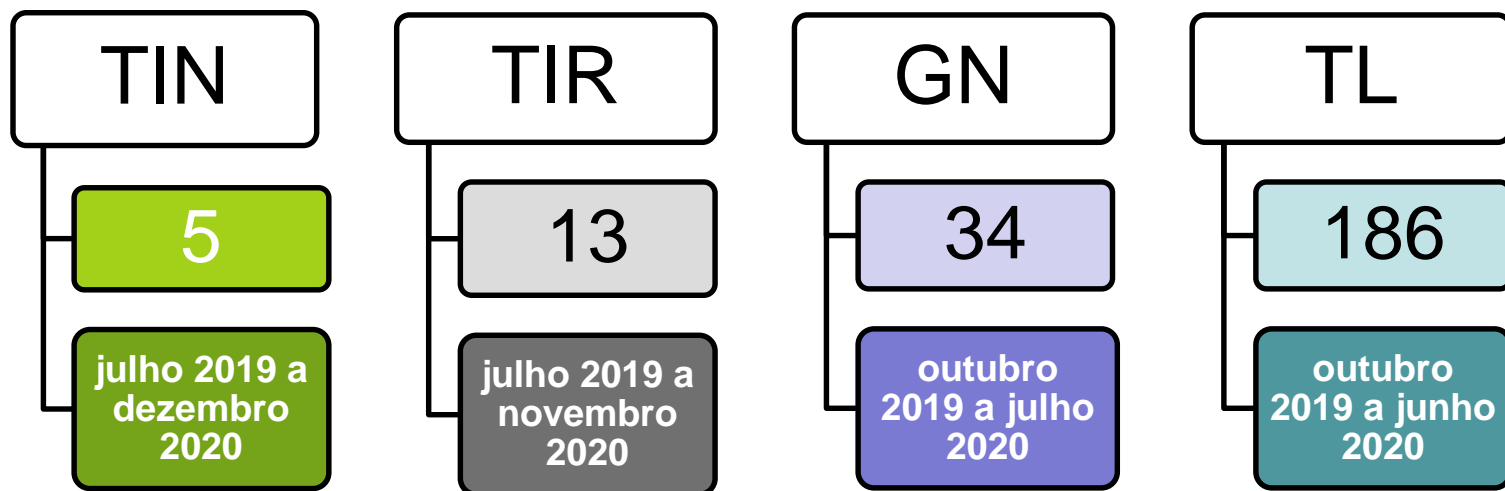 TIN
5
julho 2019 a
dezembro
2020
TIR
13
julho 2019 a
novembro
2020
GN
34
outubro
2019 a julho
2020
TL
186
outubro
2019 a junho
2020